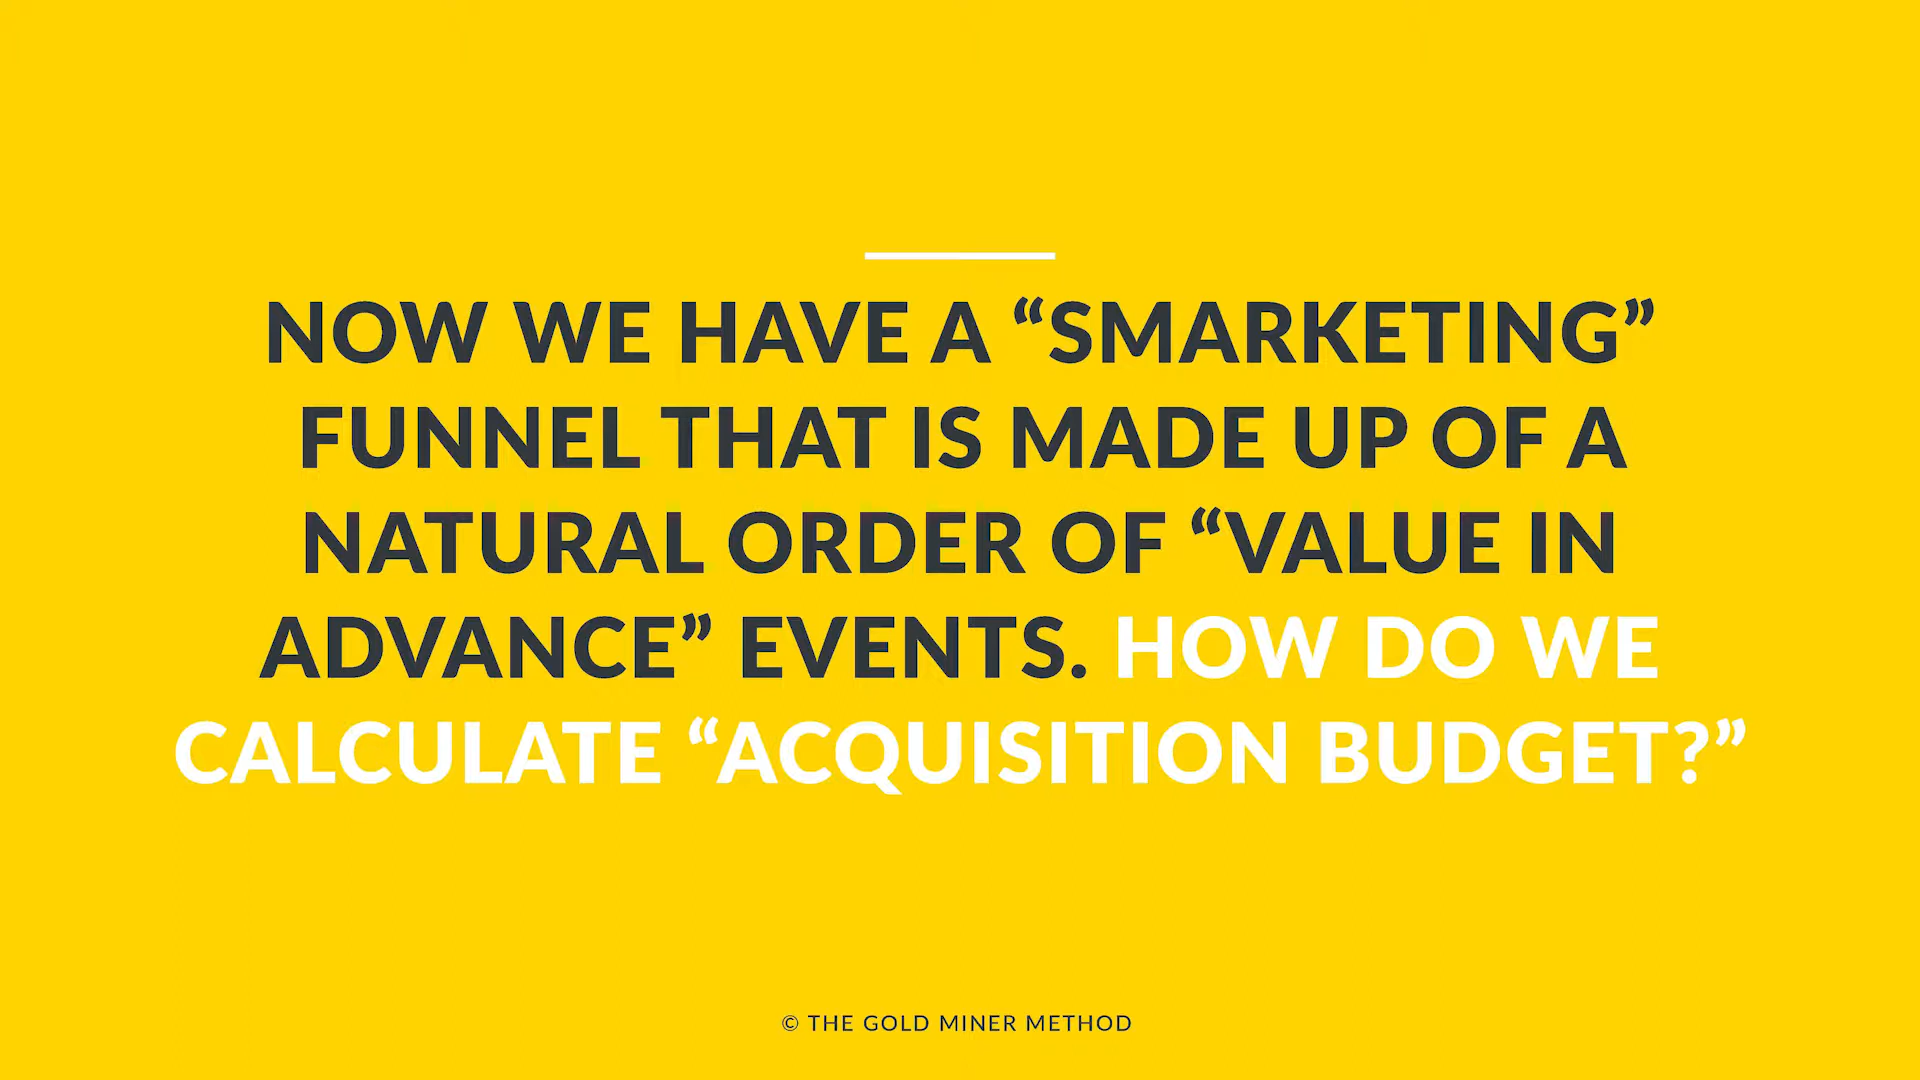 NOW WE HAVE A “SMARKETING”
FUNNEL THAT IS MADE UP OF A
NATURAL ORDER OF “VALUE IN
ADVANCE” EVENTS. HOW DO WE
CALCULATE “ACQUISITION BUDGET?”
© THE GOLD MINER METHOD